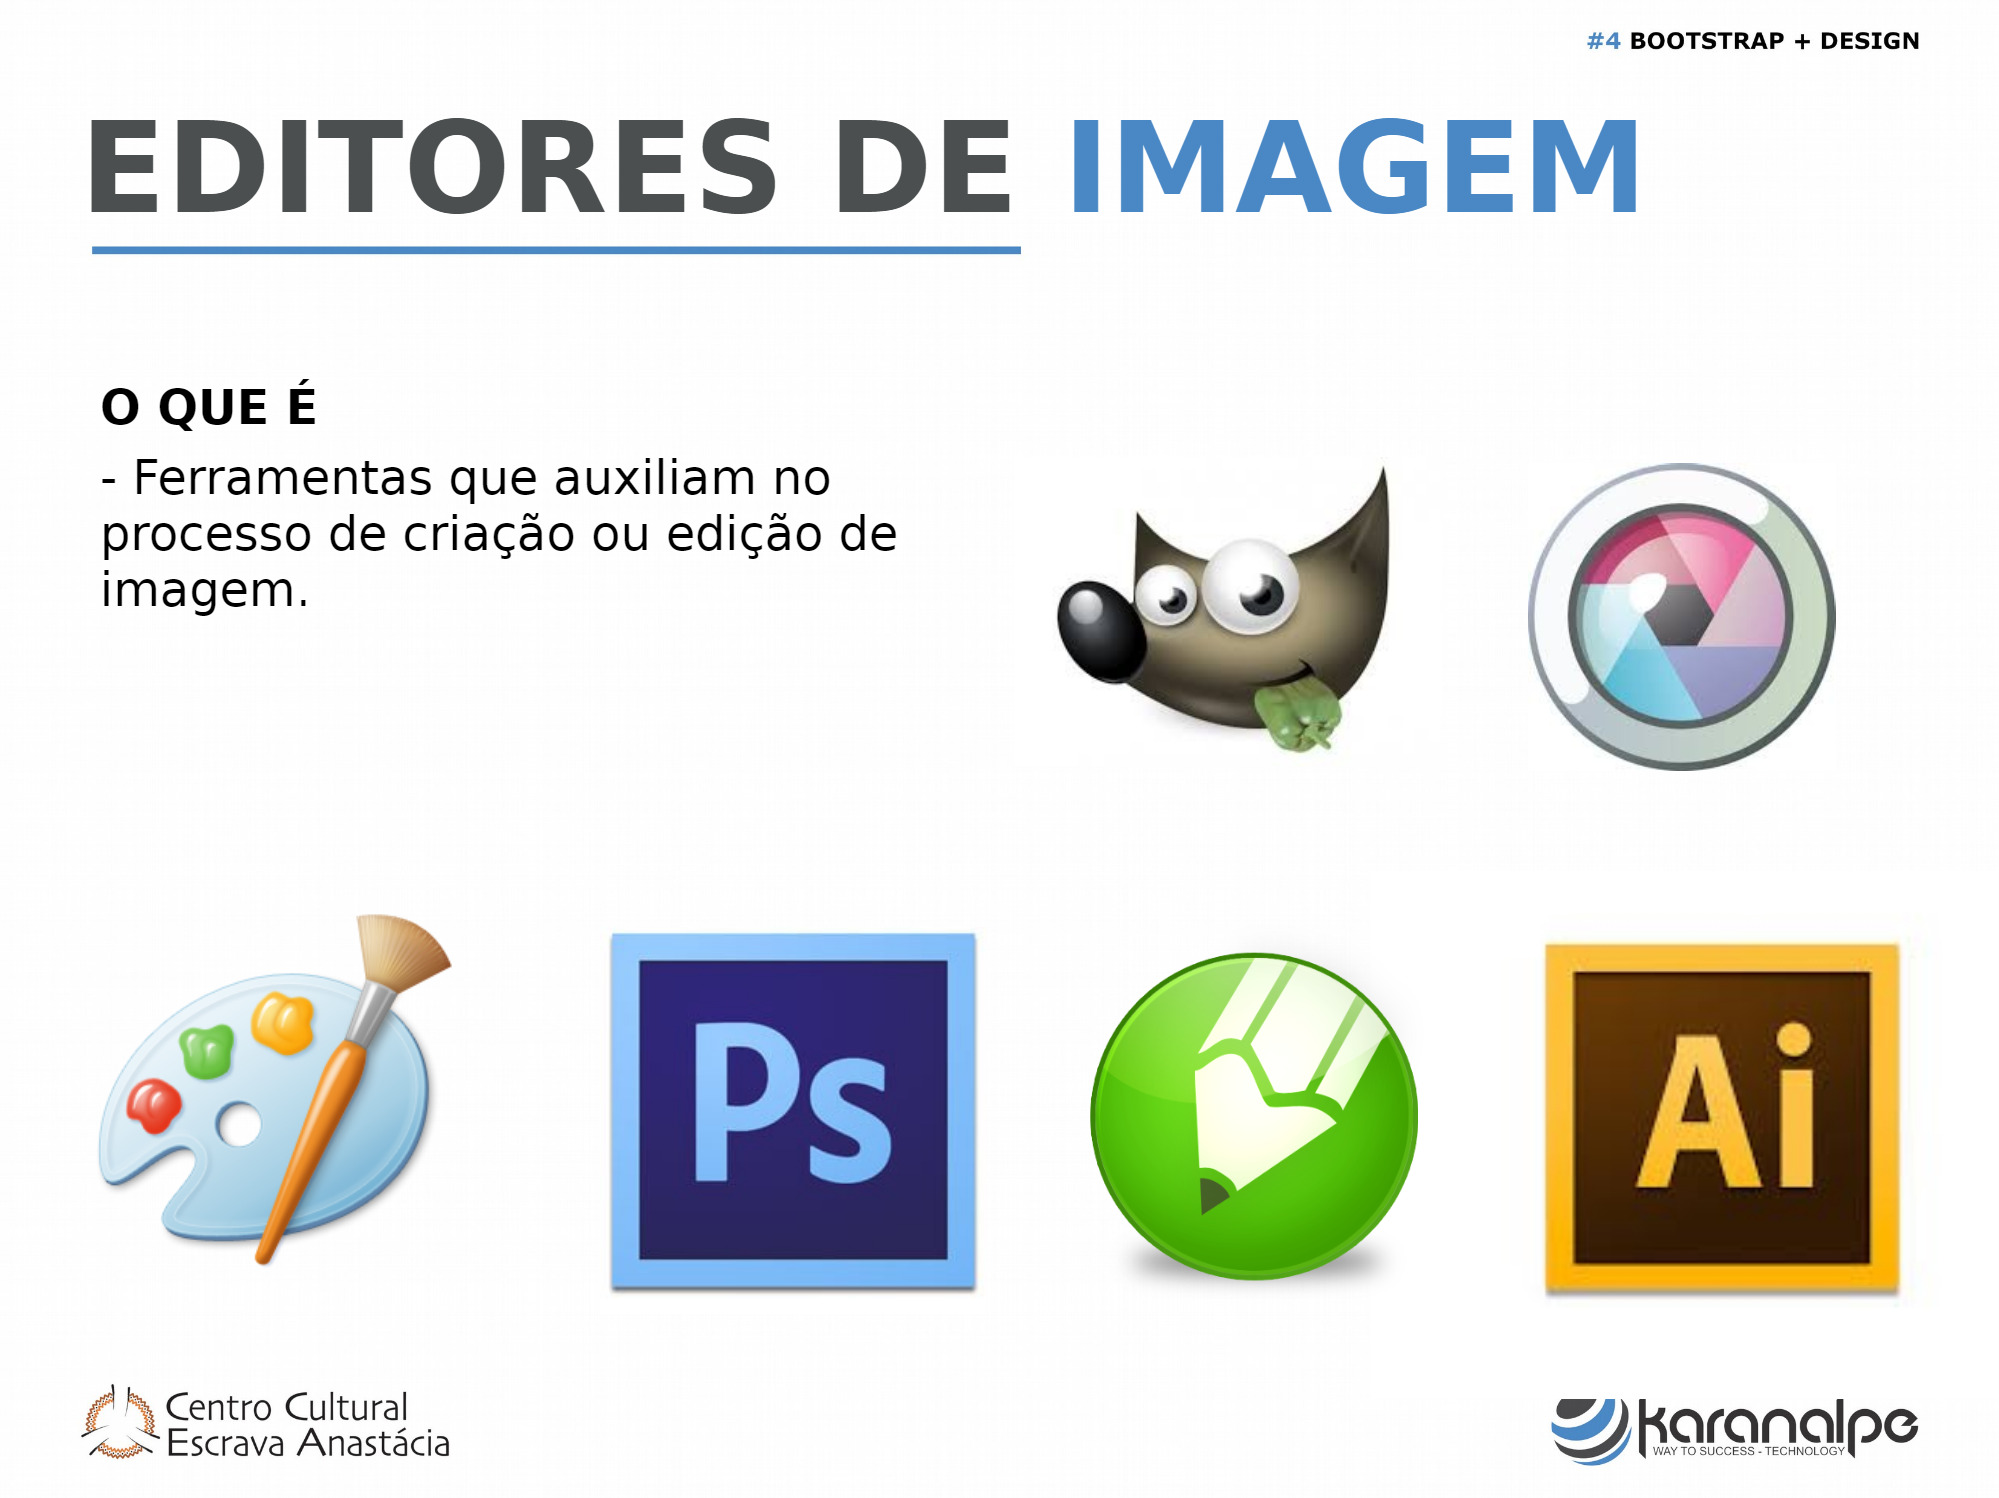 #4 BOOTSTRAP + DESIGN
EDITORES DE IMAGEM
O QUE É
- Ferramentas que auxiliam no
processo de criação ou edição de
imagem.
Ps
Ai
Centro Cultural
Escrava Anastácia
karanalpe
WAY TO SUCCESS - TECHNOLOGY